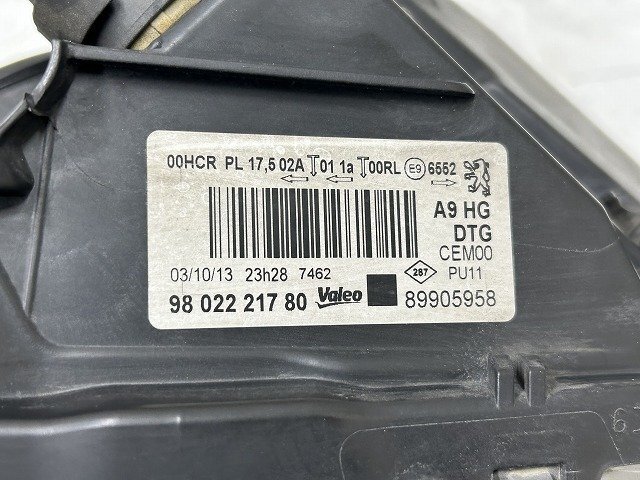 00HCR PL 17,5 02A 01 1a 00RL E9 6552
A9 HG
DTG
CEM00
03/10/13 23h28 7462
287
PU11
98 022 217 80 Valeo
89905958